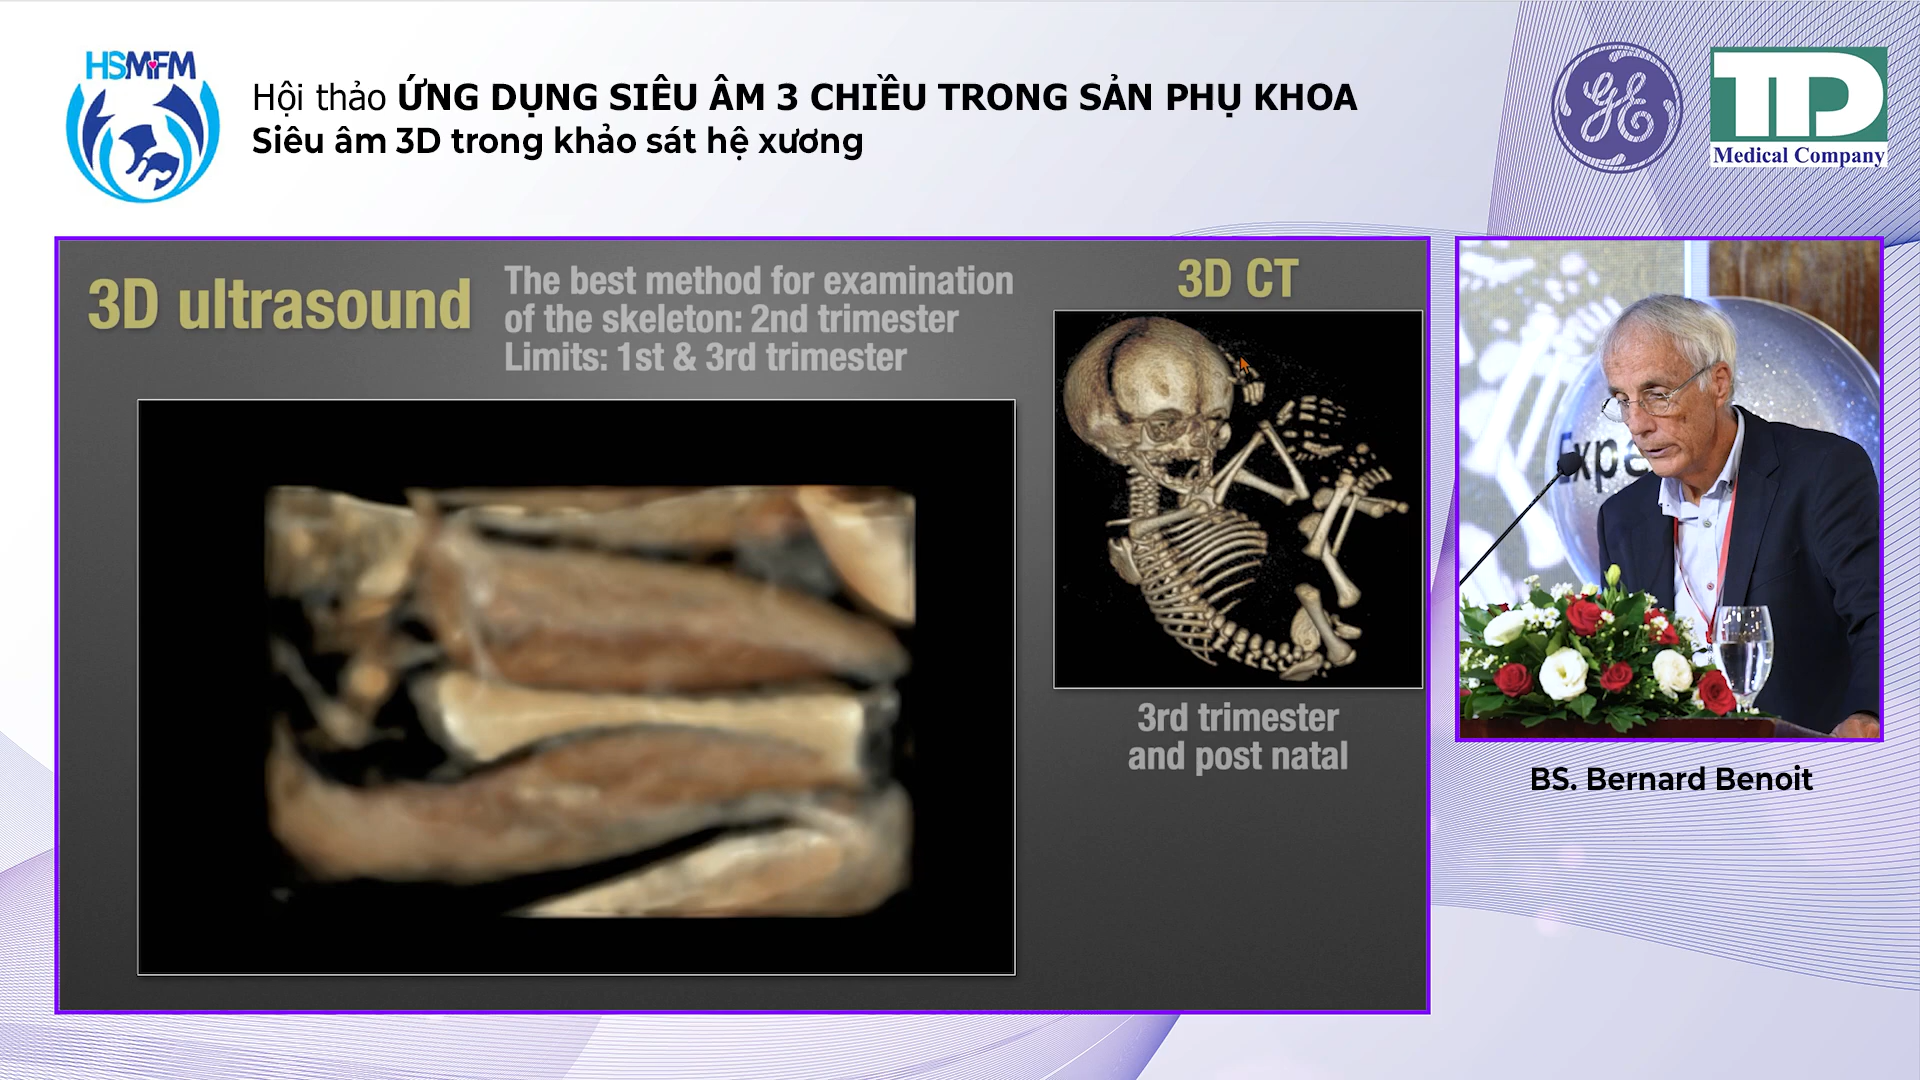 HSMFM
Hội thảo ỨNG DỤNG SIÊU ÂM 3 CHIỀU TRONG SẢN PHỤ KHOA
Siêu âm 3D trong khảo sát hệ xương
GE
TD
Medical Company
3D ultrasound
The best method for examination
of the skeleton: 2nd trimester
Limits: 1st & 3rd trimester
3D CT
3rd trimester
and post natal
BS. Bernard Benoit